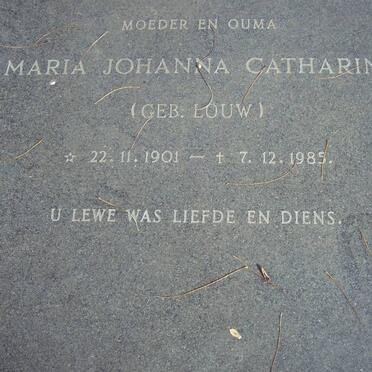 MOEDER EN OUMA
MARIA JOHANNA CATHARIN
(GEB: LOUW)
☆ 22.11.1901 — ✝ 7.12.1985.
U LEWE WAS LIEFDE EN DIENS.